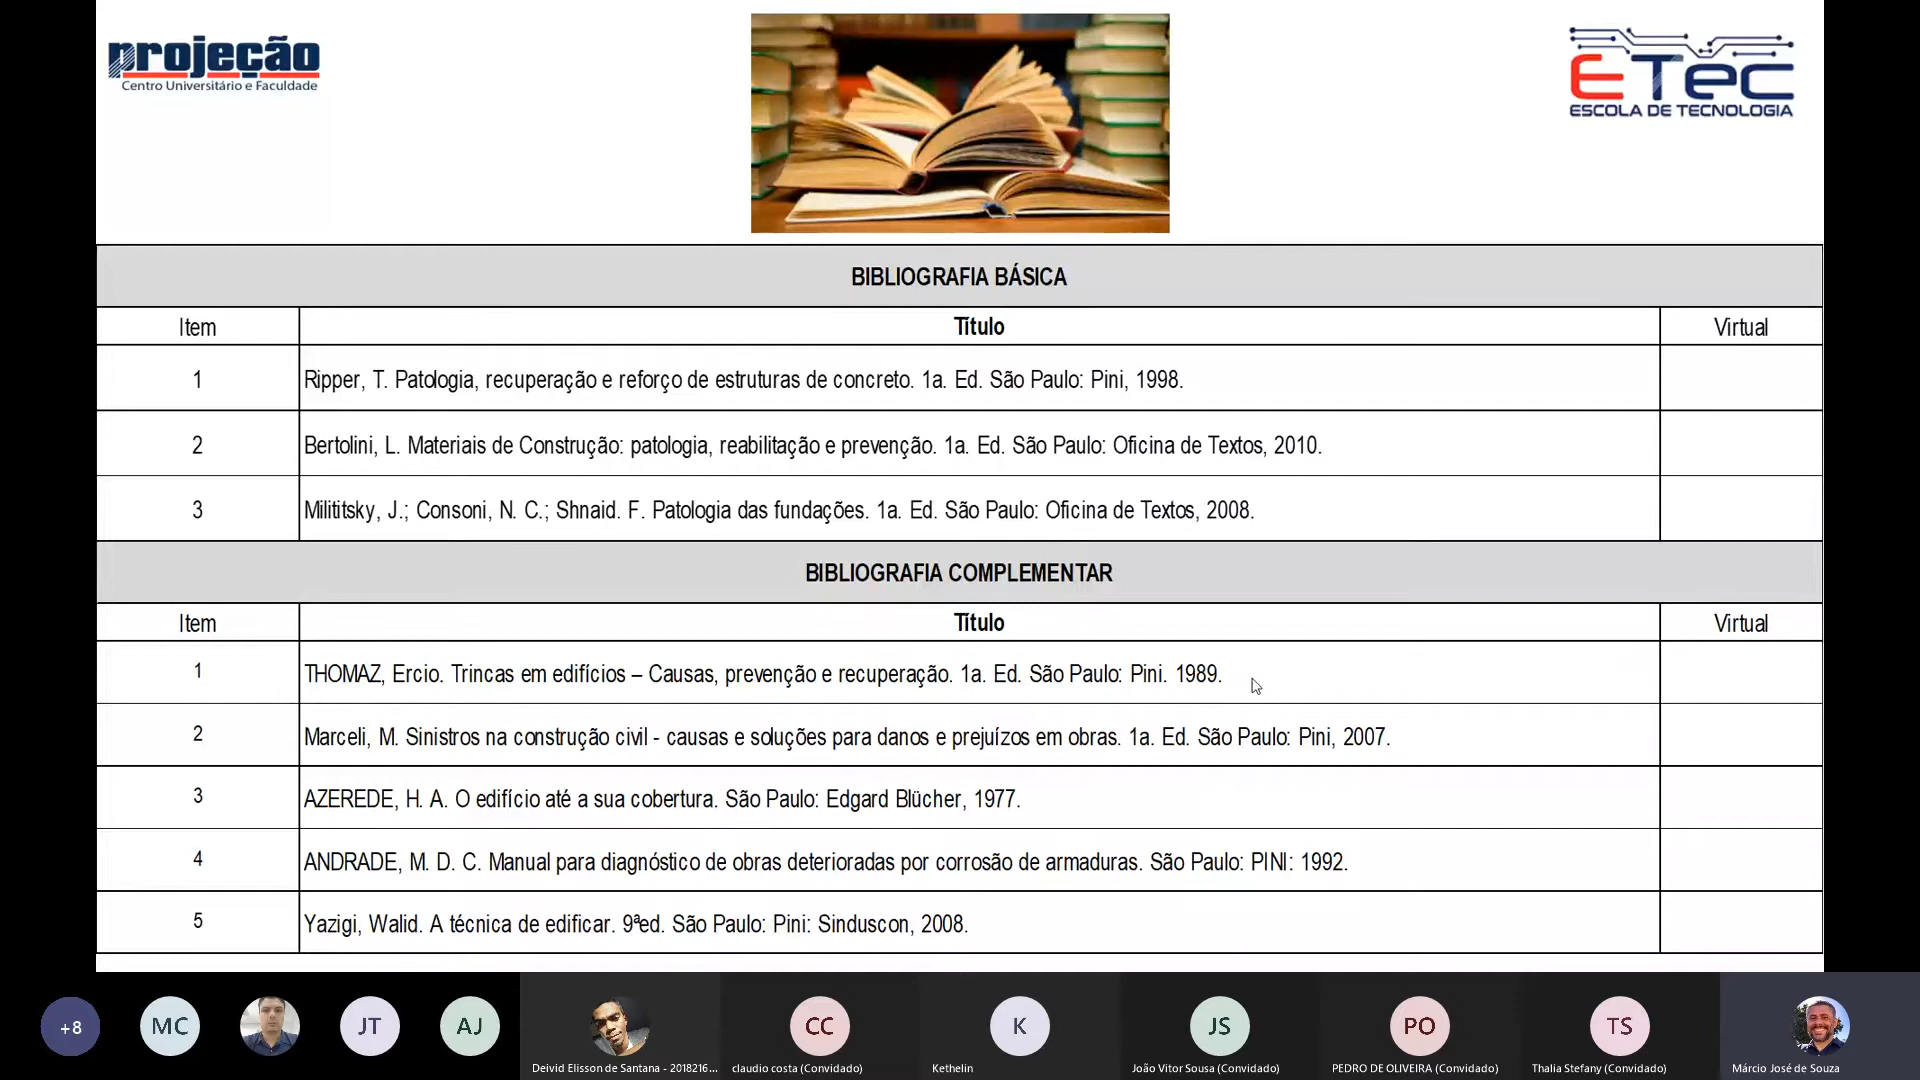 projeção
Centro Universitário e Faculdade
ETec
ESCOLA DE TECNOLOGIA
BIBLIOGRAFIA BÁSICA
Item Título Virtual
1 Ripper, T. Patologia, recuperação e reforço de estruturas de concreto. 1a. Ed. São Paulo: Pini, 1998.
2 Bertolini, L. Materiais de Construção: patologia, reabilitação e prevenção. 1a. Ed. São Paulo: Oficina de Textos, 2010.
3 Milititsky, J.; Consoni, N. C.; Shnaid. F. Patologia das fundações. 1a. Ed. São Paulo: Oficina de Textos, 2008.
BIBLIOGRAFIA COMPLEMENTAR
Item Título Virtual
1 THOMAZ, Ercio. Trincas em edifícios – Causas, prevenção e recuperação. 1a. Ed. São Paulo: Pini. 1989.
2 Marceli, M. Sinistros na construção civil - causas e soluções para danos e prejuízos em obras. 1a. Ed. São Paulo: Pini, 2007.
3 AZEREDE, H. A. O edifício até a sua cobertura. São Paulo: Edgard Blücher, 1977.
4 ANDRADE, M. D. C. Manual para diagnóstico de obras deterioradas por corrosão de armaduras. São Paulo: PINI: 1992.
5 Yazigi, Walid. A técnica de edificar. 9ªed. São Paulo: Pini: Sinduscon, 2008.
+8 MC JT AJ CC K JS PO TS
Deivid Elisson de Santana - 2018216... claudio costa (Convidado) Kethelin João Vitor Sousa (Convidado) PEDRO DE OLIVEIRA (Convidado) Thalia Stefany (Convidado) Márcio José de Souza